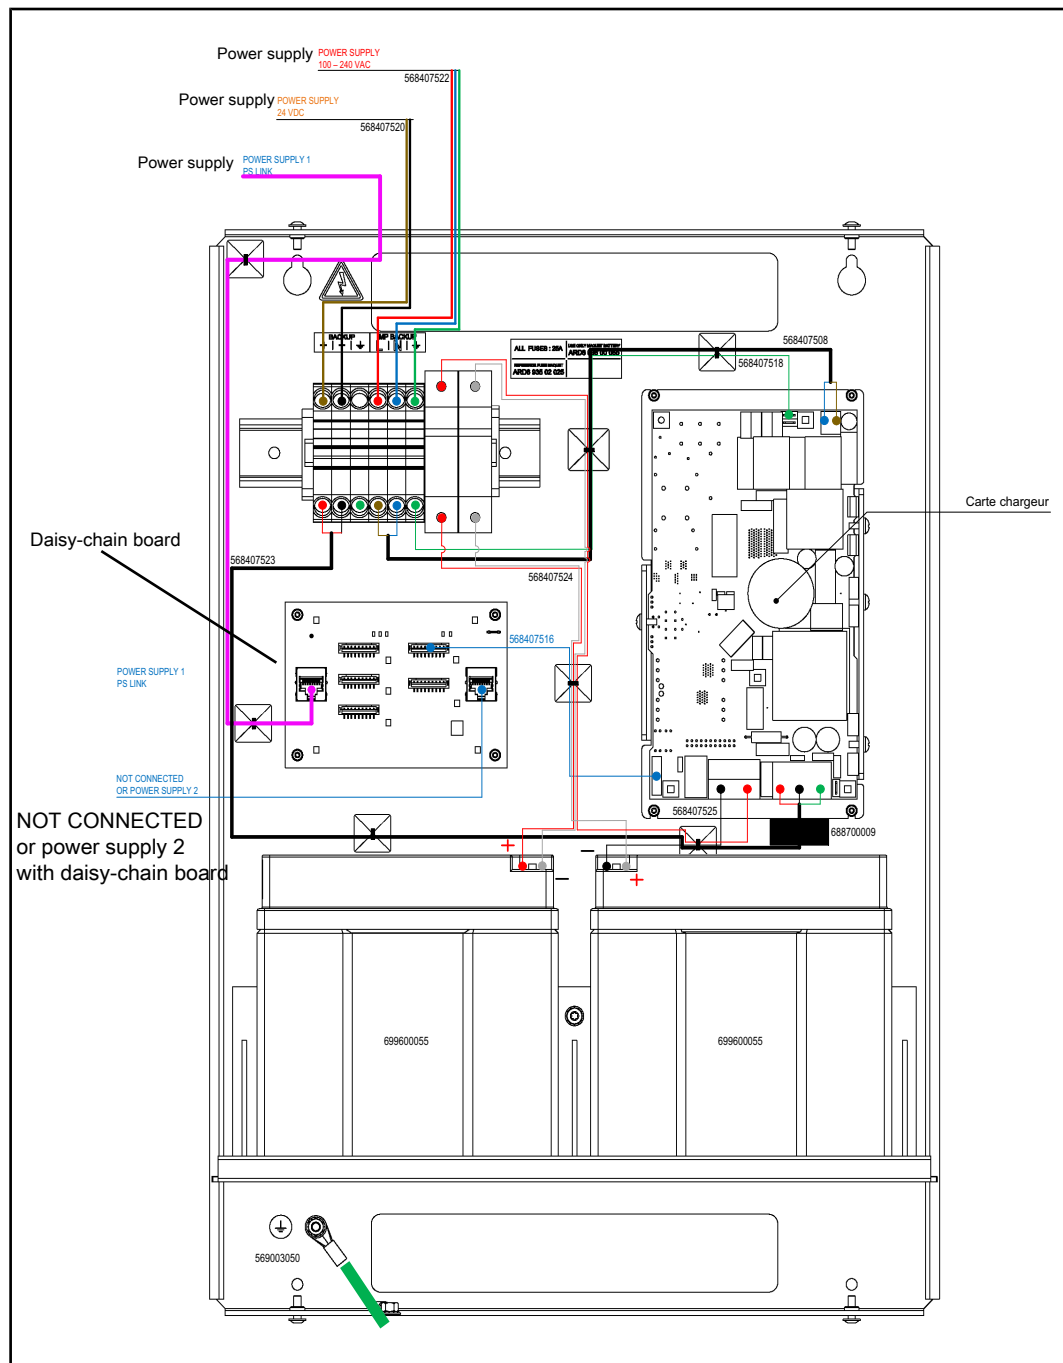 Power supply
POWER SUPPLY
100 – 240 VAC
568407522
Power supply
POWER SUPPLY
24 VDC
568407520
Power supply
POWER SUPPLY 1
PS LINK
BACKUP
MP BACKUP
ALL FUSES : 25A
568407508
568407518
Carte chargeur
Daisy-chain board
568407523
568407524
568407516
POWER SUPPLY 1
PS LINK
NOT CONNECTED
OR POWER SUPPLY 2
568407525
688700009
NOT CONNECTED
or power supply 2
with daisy-chain board
+
–
–
+
699600055
699600055
569003050